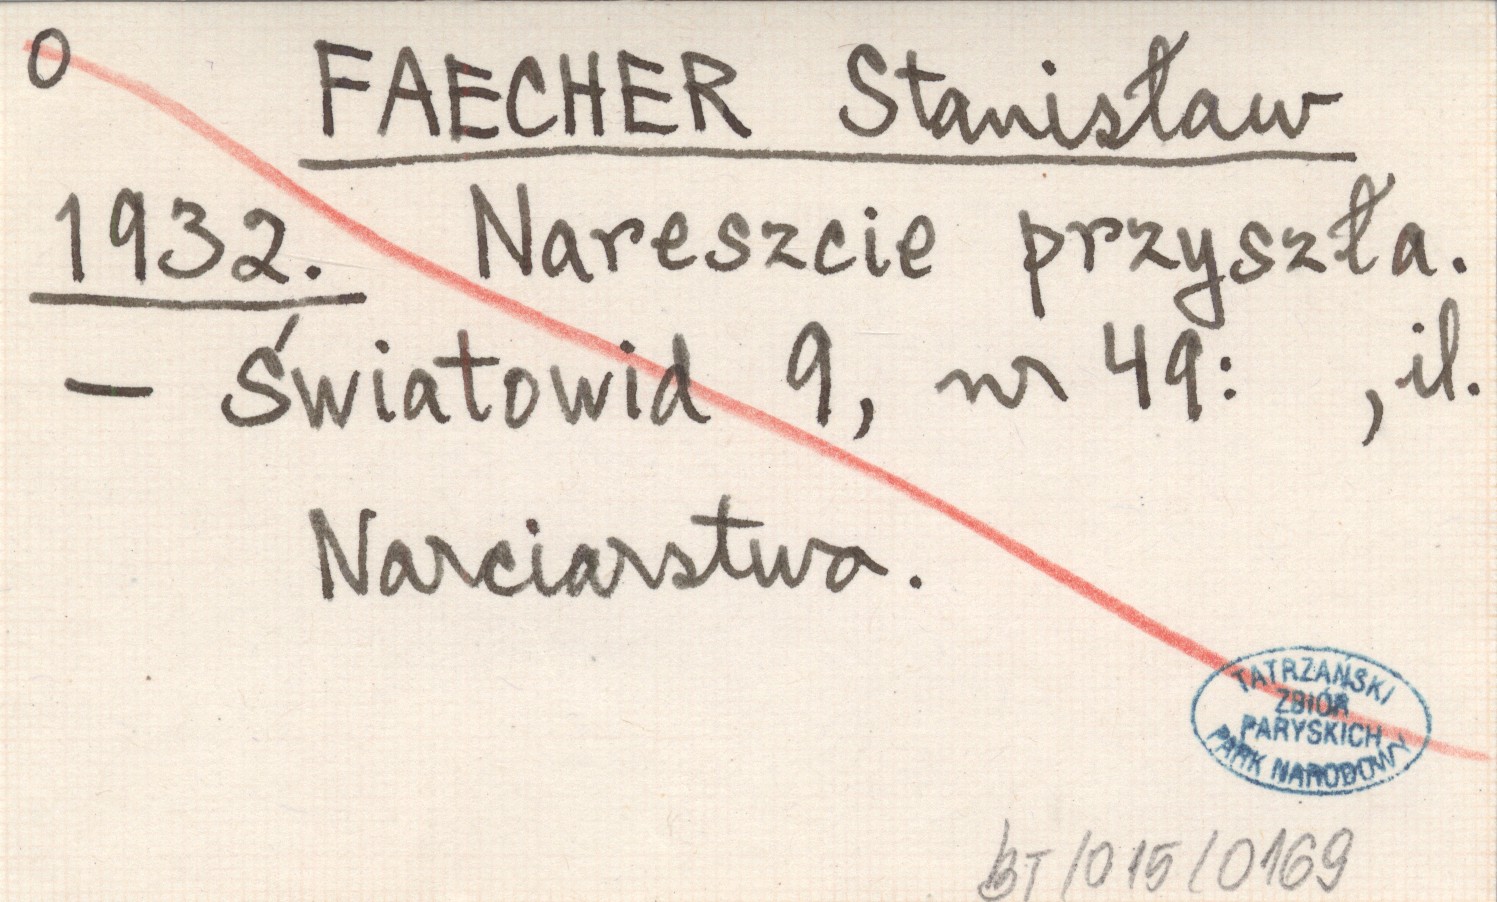 0
FAECHER Stanisław
1932. Nareszcie przyszła.
— Światowid 9, nr 49: , il.
Narciarstwo.
TATRZAŃSKI
ZBIÓR
PARYSKICH
PARK NARODOWY
BT/015/0169